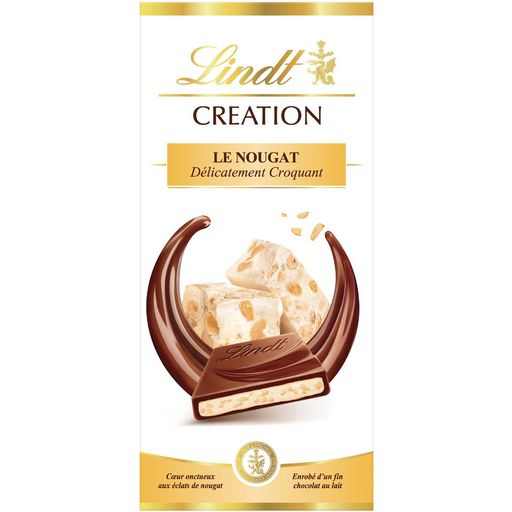 Lindt
CREATION
LE NOUGAT
Délicatement Croquant
Lindt
Cœur onctueux
aux éclats de nougat
Enrobé d'un fin
chocolat au lait